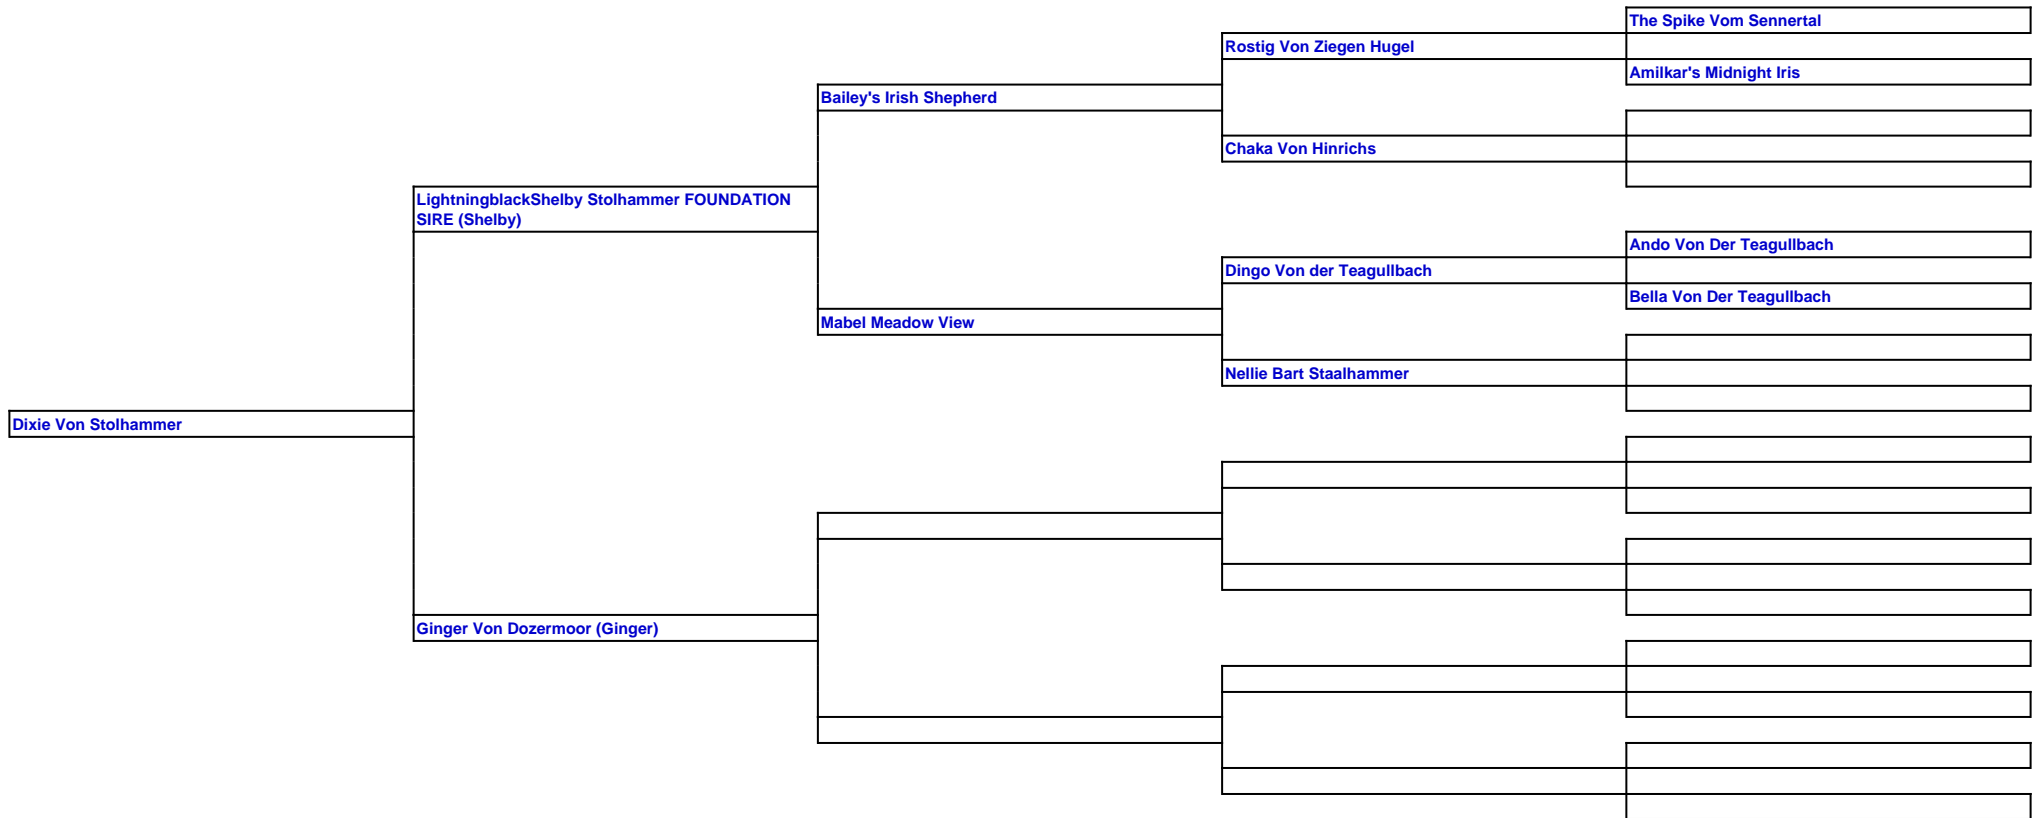 The Spike Vom Sennertal
Rostig Von Ziegen Hugel
Amilkar's Midnight Iris
Bailey's Irish Shepherd
Chaka Von Hinrichs
LightningblackShelby Stolhammer FOUNDATION
SIRE (Shelby)
Ando Von Der Teagullbach
Dingo Von der Teagullbach
Bella Von Der Teagullbach
Mabel Meadow View
Nellie Bart Staalhammer
Dixie Von Stolhammer
Ginger Von Dozermoor (Ginger)